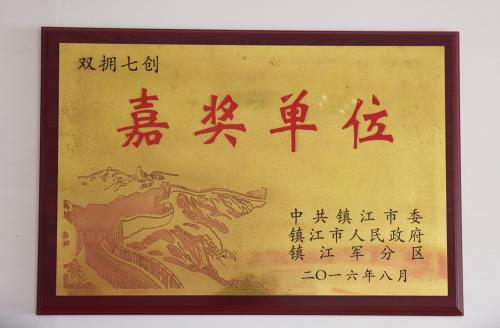 双拥七创
嘉奖单位
中共镇江市委
镇江市人民政府
镇江军分区
二〇一六年八月